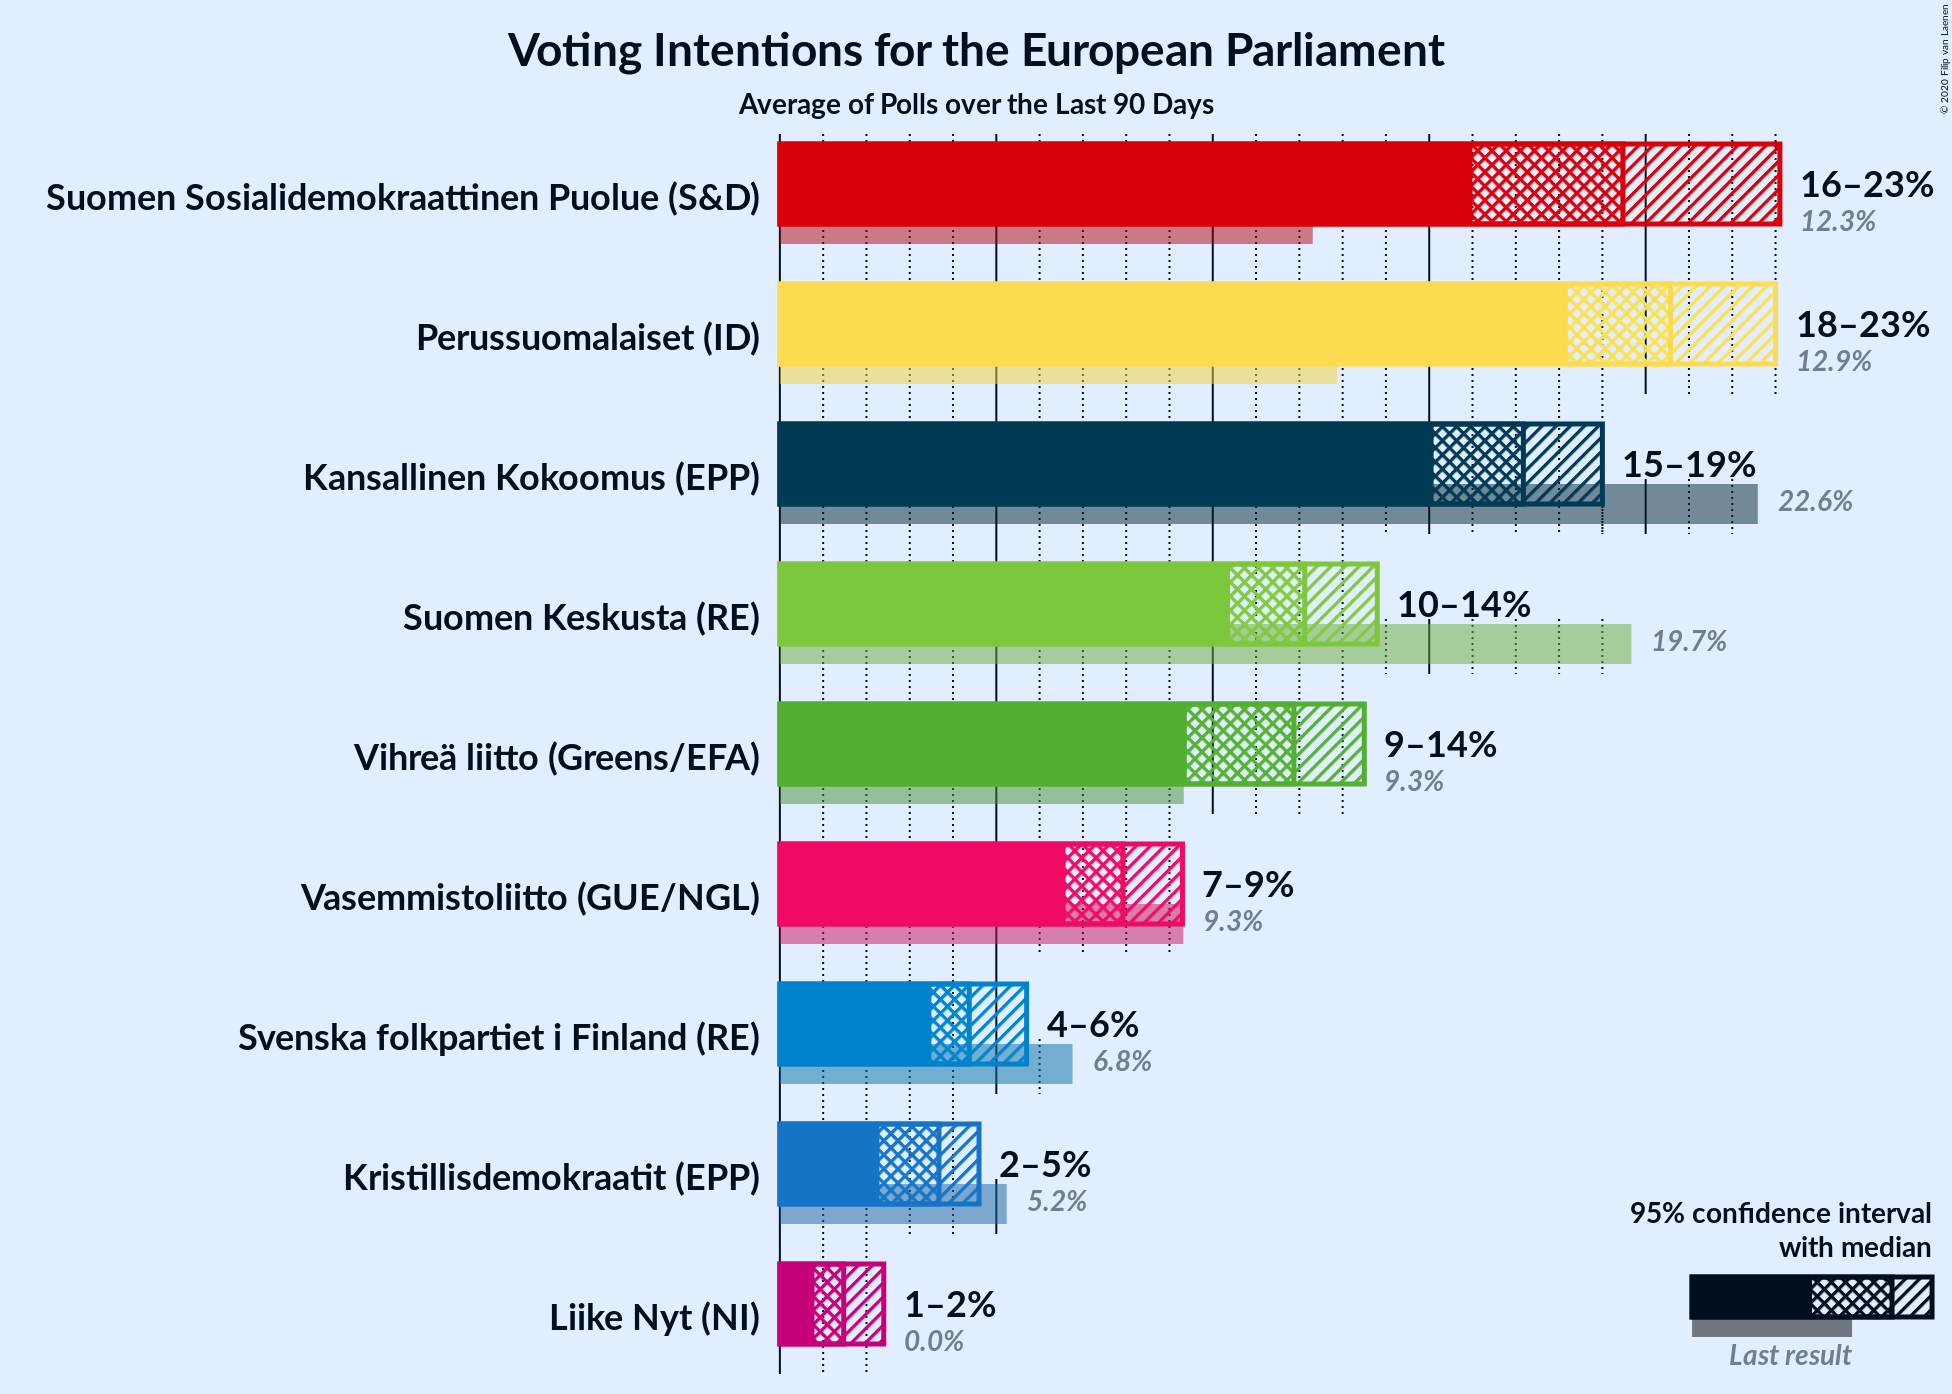 Voting Intentions for the European Parliament
Average of Polls over the Last 90 Days
© 2020 Filip van Laenen
Suomen Sosialidemokraattinen Puolue (S&D)
16–23%
12.3%
Perussuomalaiset (ID)
18–23%
12.9%
Kansallinen Kokoomus (EPP)
15–19%
22.6%
Suomen Keskusta (RE)
10–14%
19.7%
Vihreä liitto (Greens/EFA)
9–14%
9.3%
Vasemmistoliitto (GUE/NGL)
7–9%
9.3%
Svenska folkpartiet i Finland (RE)
4–6%
6.8%
Kristillisdemokraatit (EPP)
2–5%
5.2%
Liike Nyt (NI)
1–2%
0.0%
95% confidence interval
with median
Last result